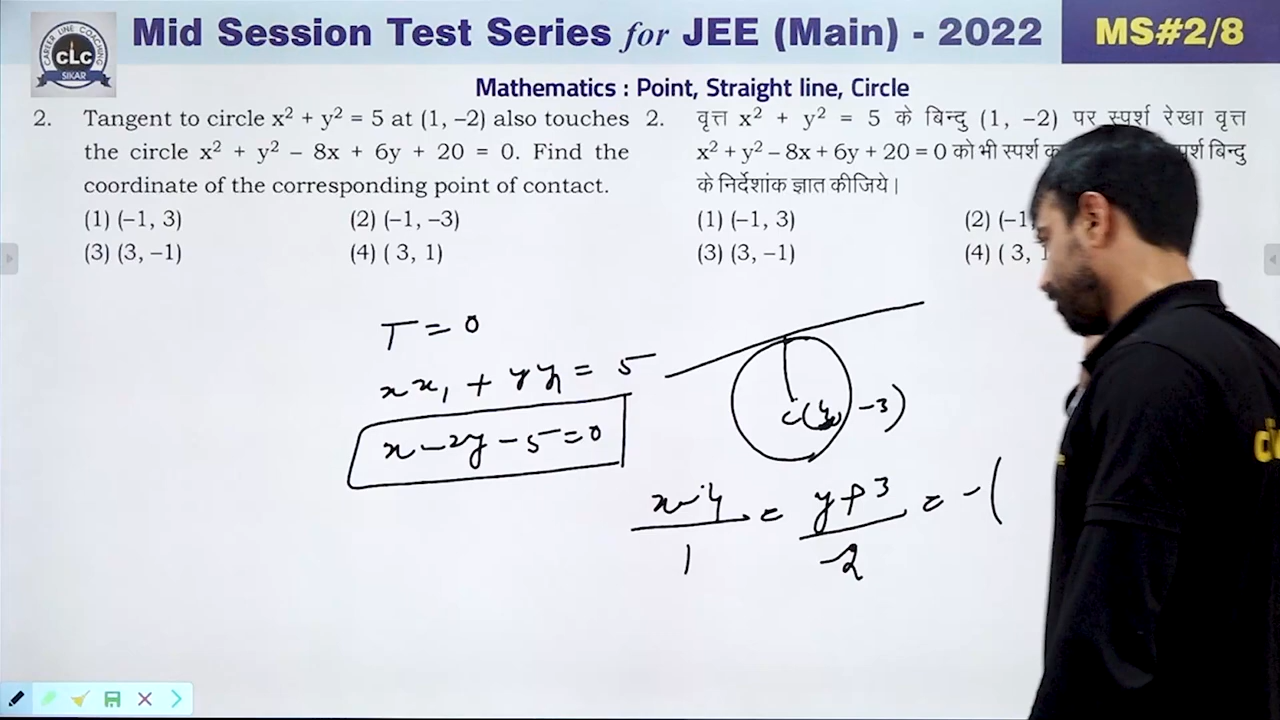 CAREER LINE COACHING
CLC
SIKAR
Mid Session Test Series for JEE (Main) - 2022
MS#2/8
Mathematics : Point, Straight line, Circle
2. Tangent to circle x² + y² = 5 at (1, –2) also touches
the circle x² + y² – 8x + 6y + 20 = 0. Find the
coordinate of the corresponding point of contact.
(1) (–1, 3) (2) (–1, –3)
(3) (3, –1) (4) ( 3, 1)
2. वृत्त x² + y² = 5 के बिन्दु (1, –2) पर स्पर्श रेखा वृत्त
x² + y² – 8x + 6y + 20 = 0 को भी स्पर्श बिन्दु
के निर्देशांक ज्ञात कीजिये।
(1) (–1, 3) (2) (–1
(3) (3, –1) (4) ( 3, 1
T = 0
xx₁ + yy₁ = 5
x – 2y – 5 = 0
C(4, –3)
x – 4 / 1 = y + 3 / –2 = – (